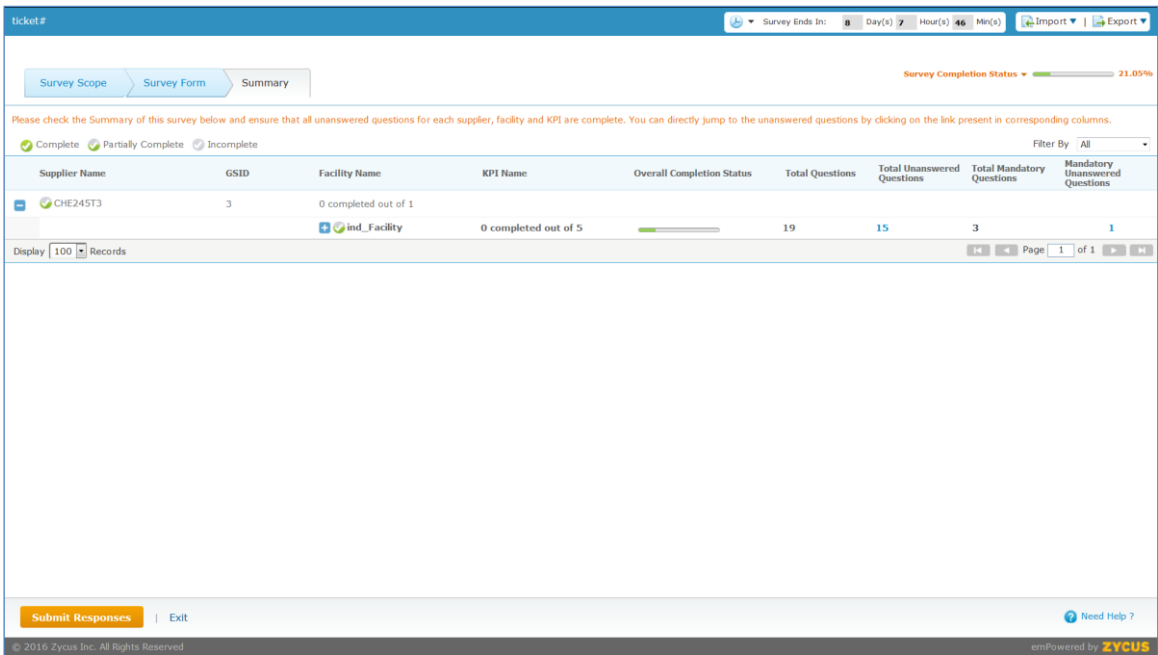 ticket#
Survey Ends In: 8 Day(s) 7 Hour(s) 46 Min(s)
Import | Export
Survey Scope Survey Form Summary
Survey Completion Status 21.05%
Please check the Summary of this survey below and ensure that all unanswered questions for each supplier, facility and KPI are complete. You can directly jump to the unanswered questions by clicking on the link present in corresponding columns.
Complete Partially Complete Incomplete
Filter By All
Supplier Name GSID Facility Name KPI Name Overall Completion Status Total Questions Total Unanswered Questions Total Mandatory Questions Mandatory Unanswered Questions
CHE245T3 3 0 completed out of 1
ind_Facility 0 completed out of 5 19 15 3 1
Display 100 Records
Page 1 of 1
Submit Responses | Exit
Need Help ?
© 2016 Zycus Inc. All Rights Reserved
emPowered by ZYCUS